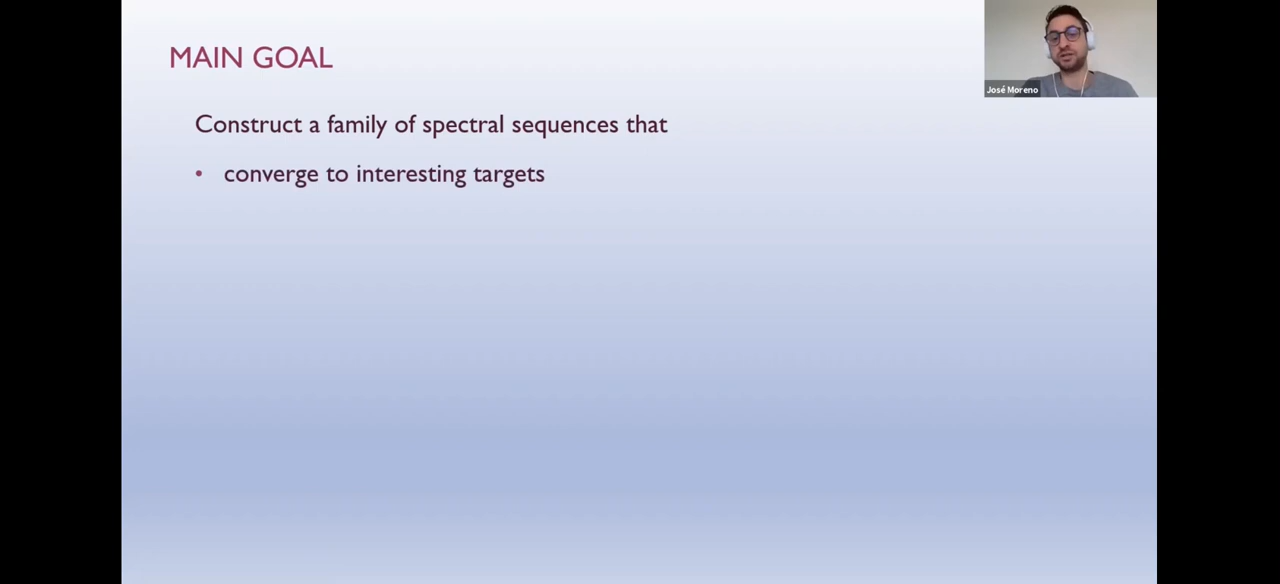 MAIN GOAL
Construct a family of spectral sequences that
• converge to interesting targets
José Moreno